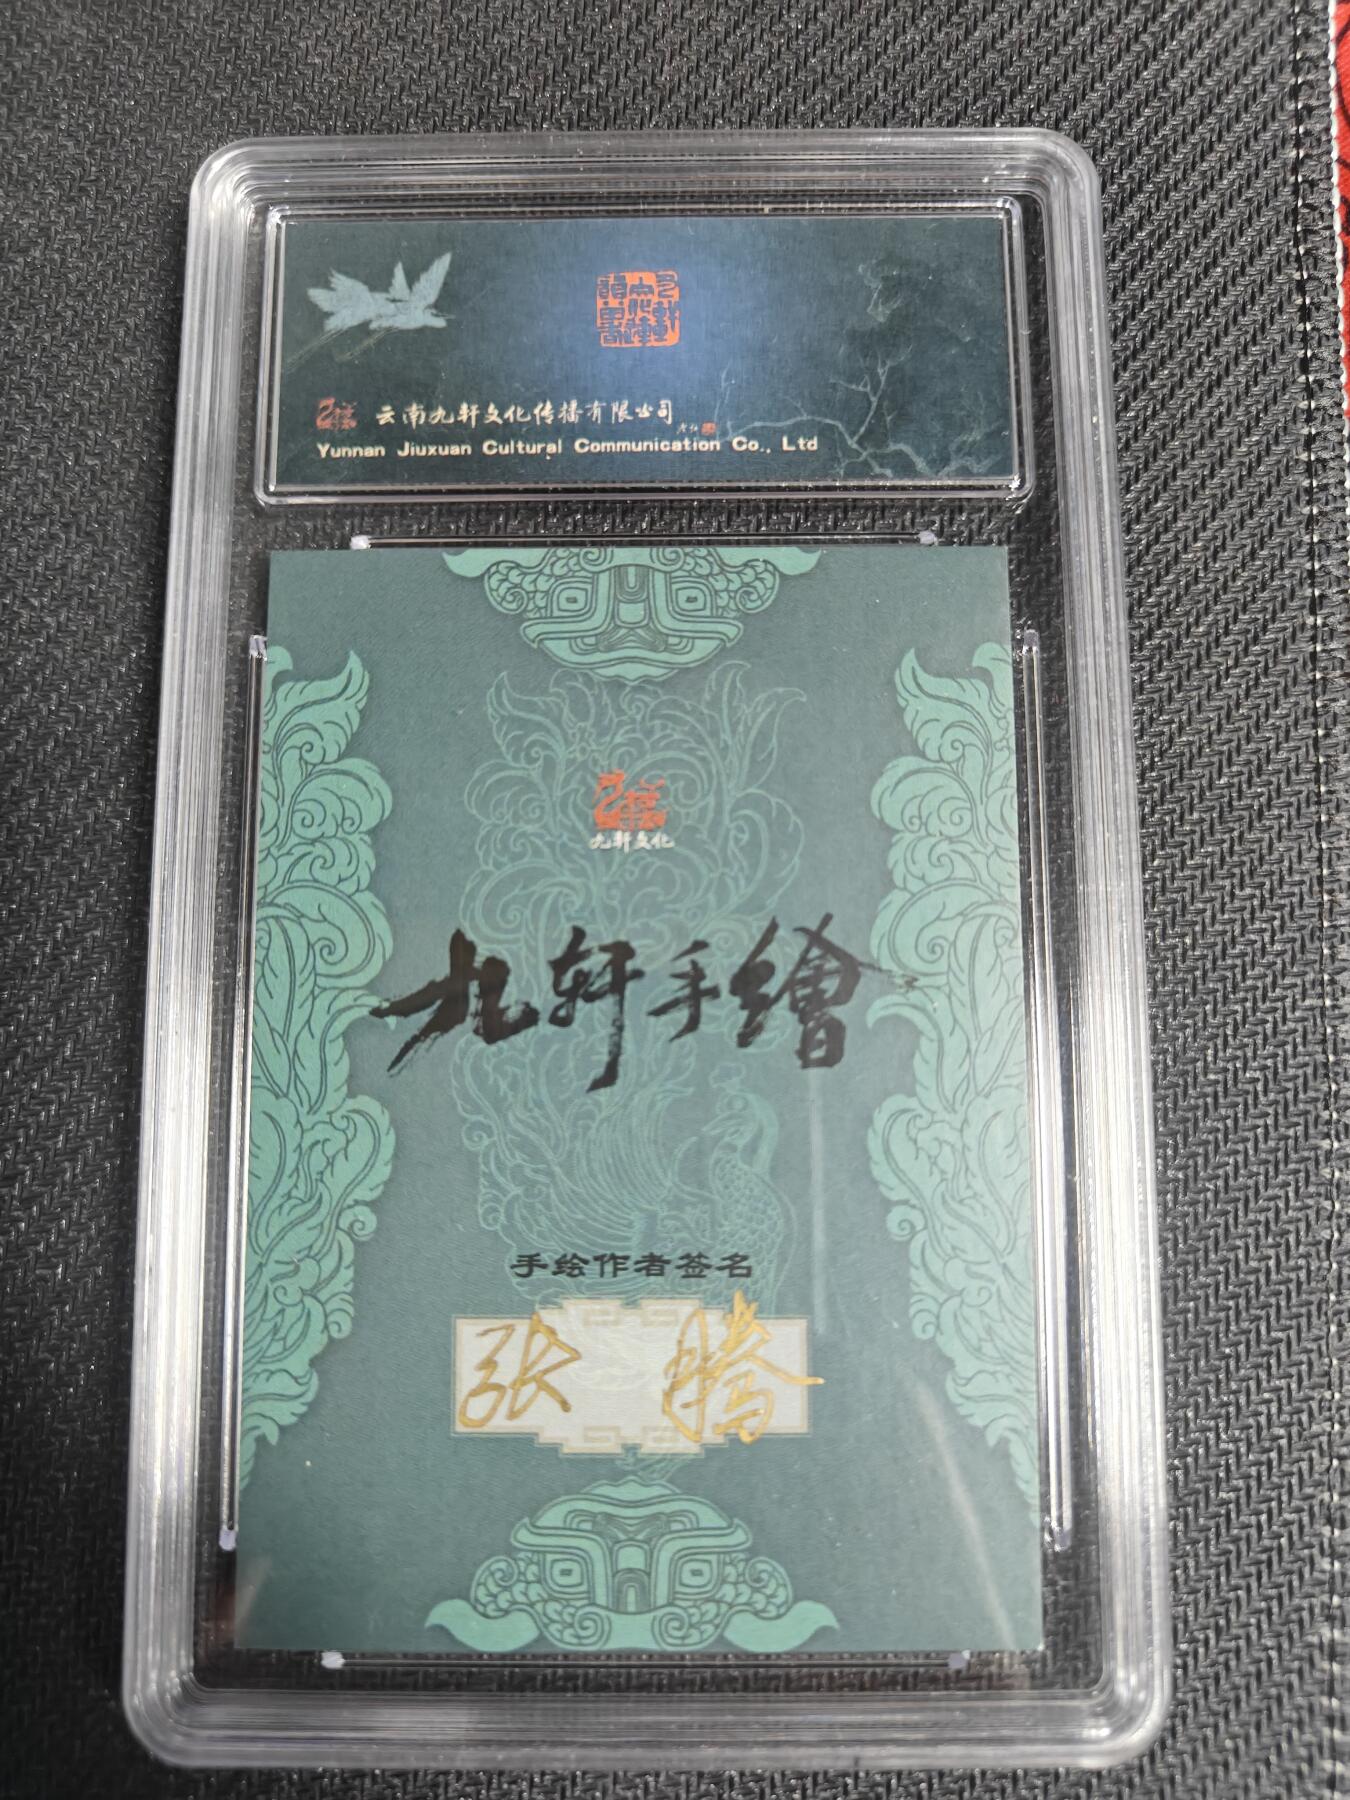 云南九轩文化传播有限公司
Yunnan Jiuxuan Cultural Communication Co., Ltd
九轩文化
九轩手繪
手绘作者签名
张 腾